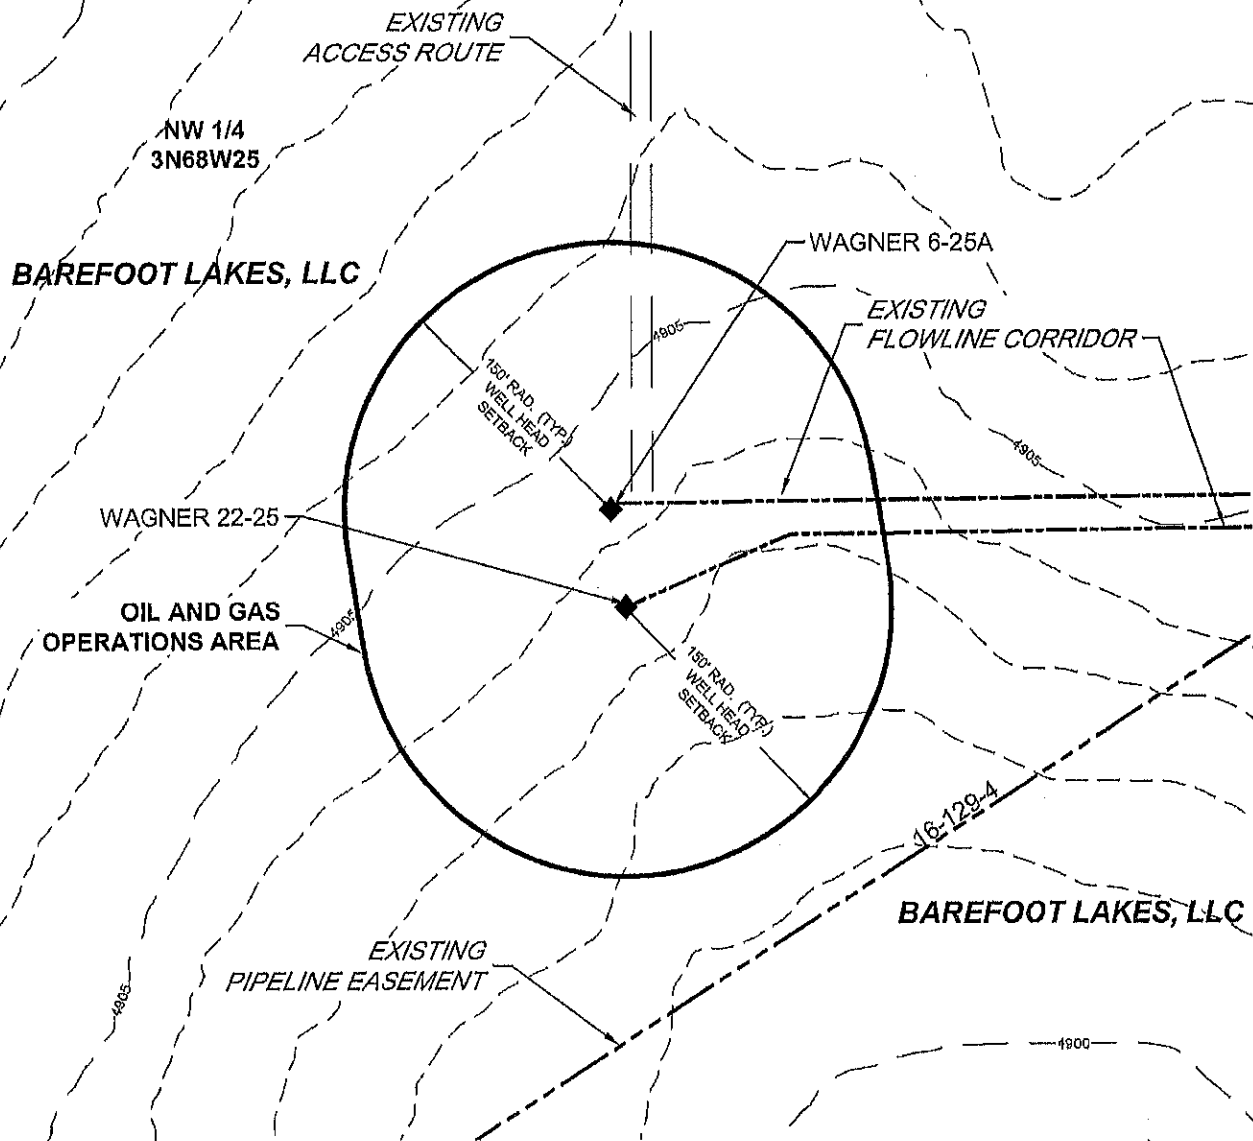 EXISTING
ACCESS ROUTE
NW 1/4
3N68W25
BAREFOOT LAKES, LLC
WAGNER 6-25A
EXISTING
FLOWLINE CORRIDOR
4905
150' RAD. (TYP.)
WELL HEAD
SETBACK
4905
WAGNER 22-25
OIL AND GAS
OPERATIONS AREA
4905
150' RAD. (TYP.)
WELL HEAD
SETBACK
16-129-4
BAREFOOT LAKES, LLC
EXISTING
PIPELINE EASEMENT
4905
4900